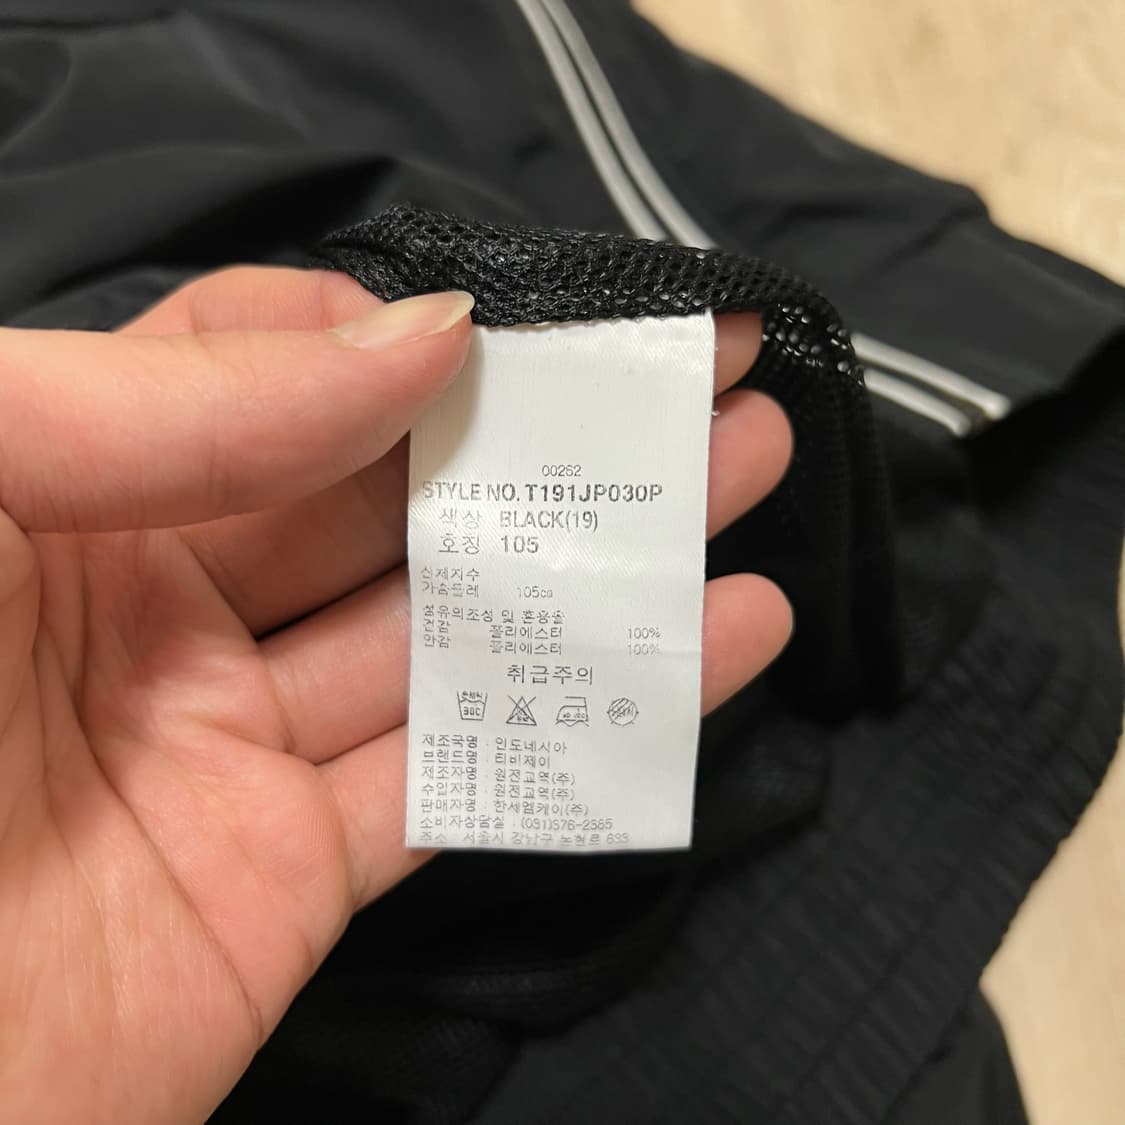 00262
STYLE NO. T191JP030P
색상 BLACK(19)
호칭 105
신체치수
가슴둘레 105cm
섬유의조성 및 혼용율
겉감 폴리에스터 100%
안감 폴리에스터 100%
취급주의
제조국명 : 인도네시아
브랜드명 : 티비제이
제조자명 : 원전교역(주)
수입자명 : 원전교역(주)
판매자명 : 한세엠케이(주)
소비자상담실 :
주소 : 서울시 강남구 논현로 633